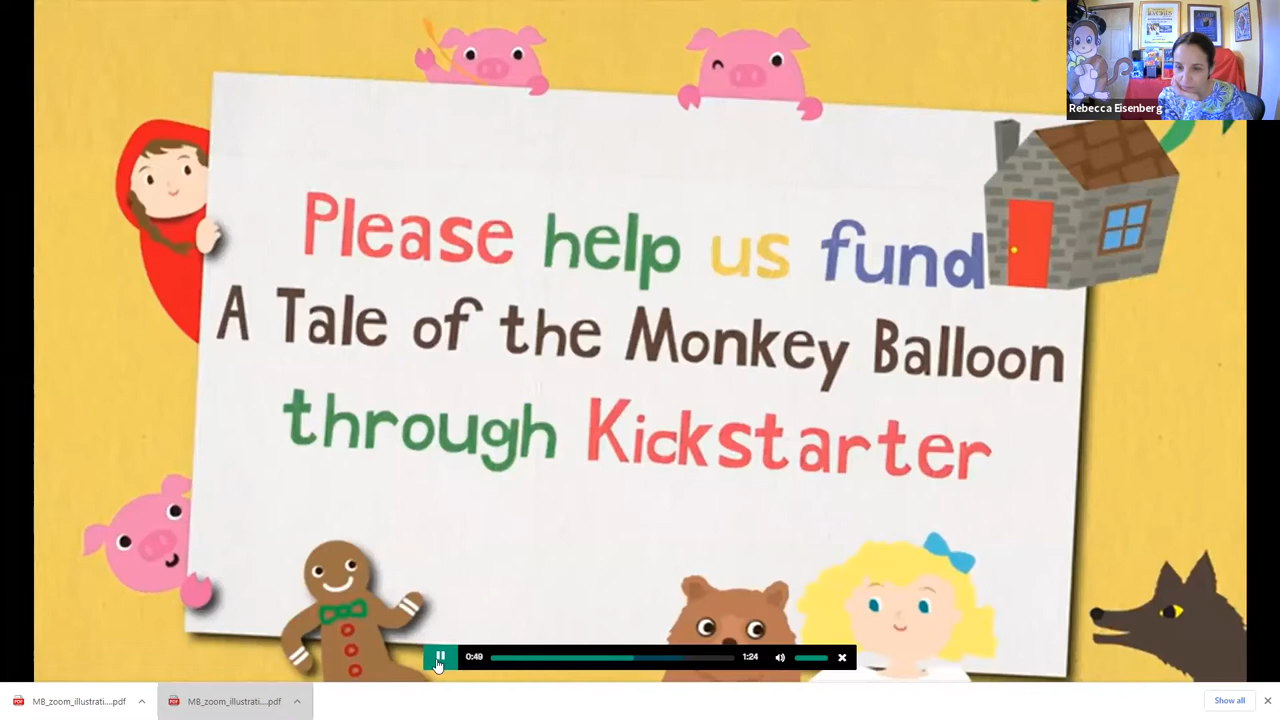 Rebecca Eisenberg
Please help us fund
A Tale of the Monkey Balloon
through Kickstarter
0:49
1:24
MB_zoom_illustrati....pdf
MB_zoom_illustrati....pdf
Show all